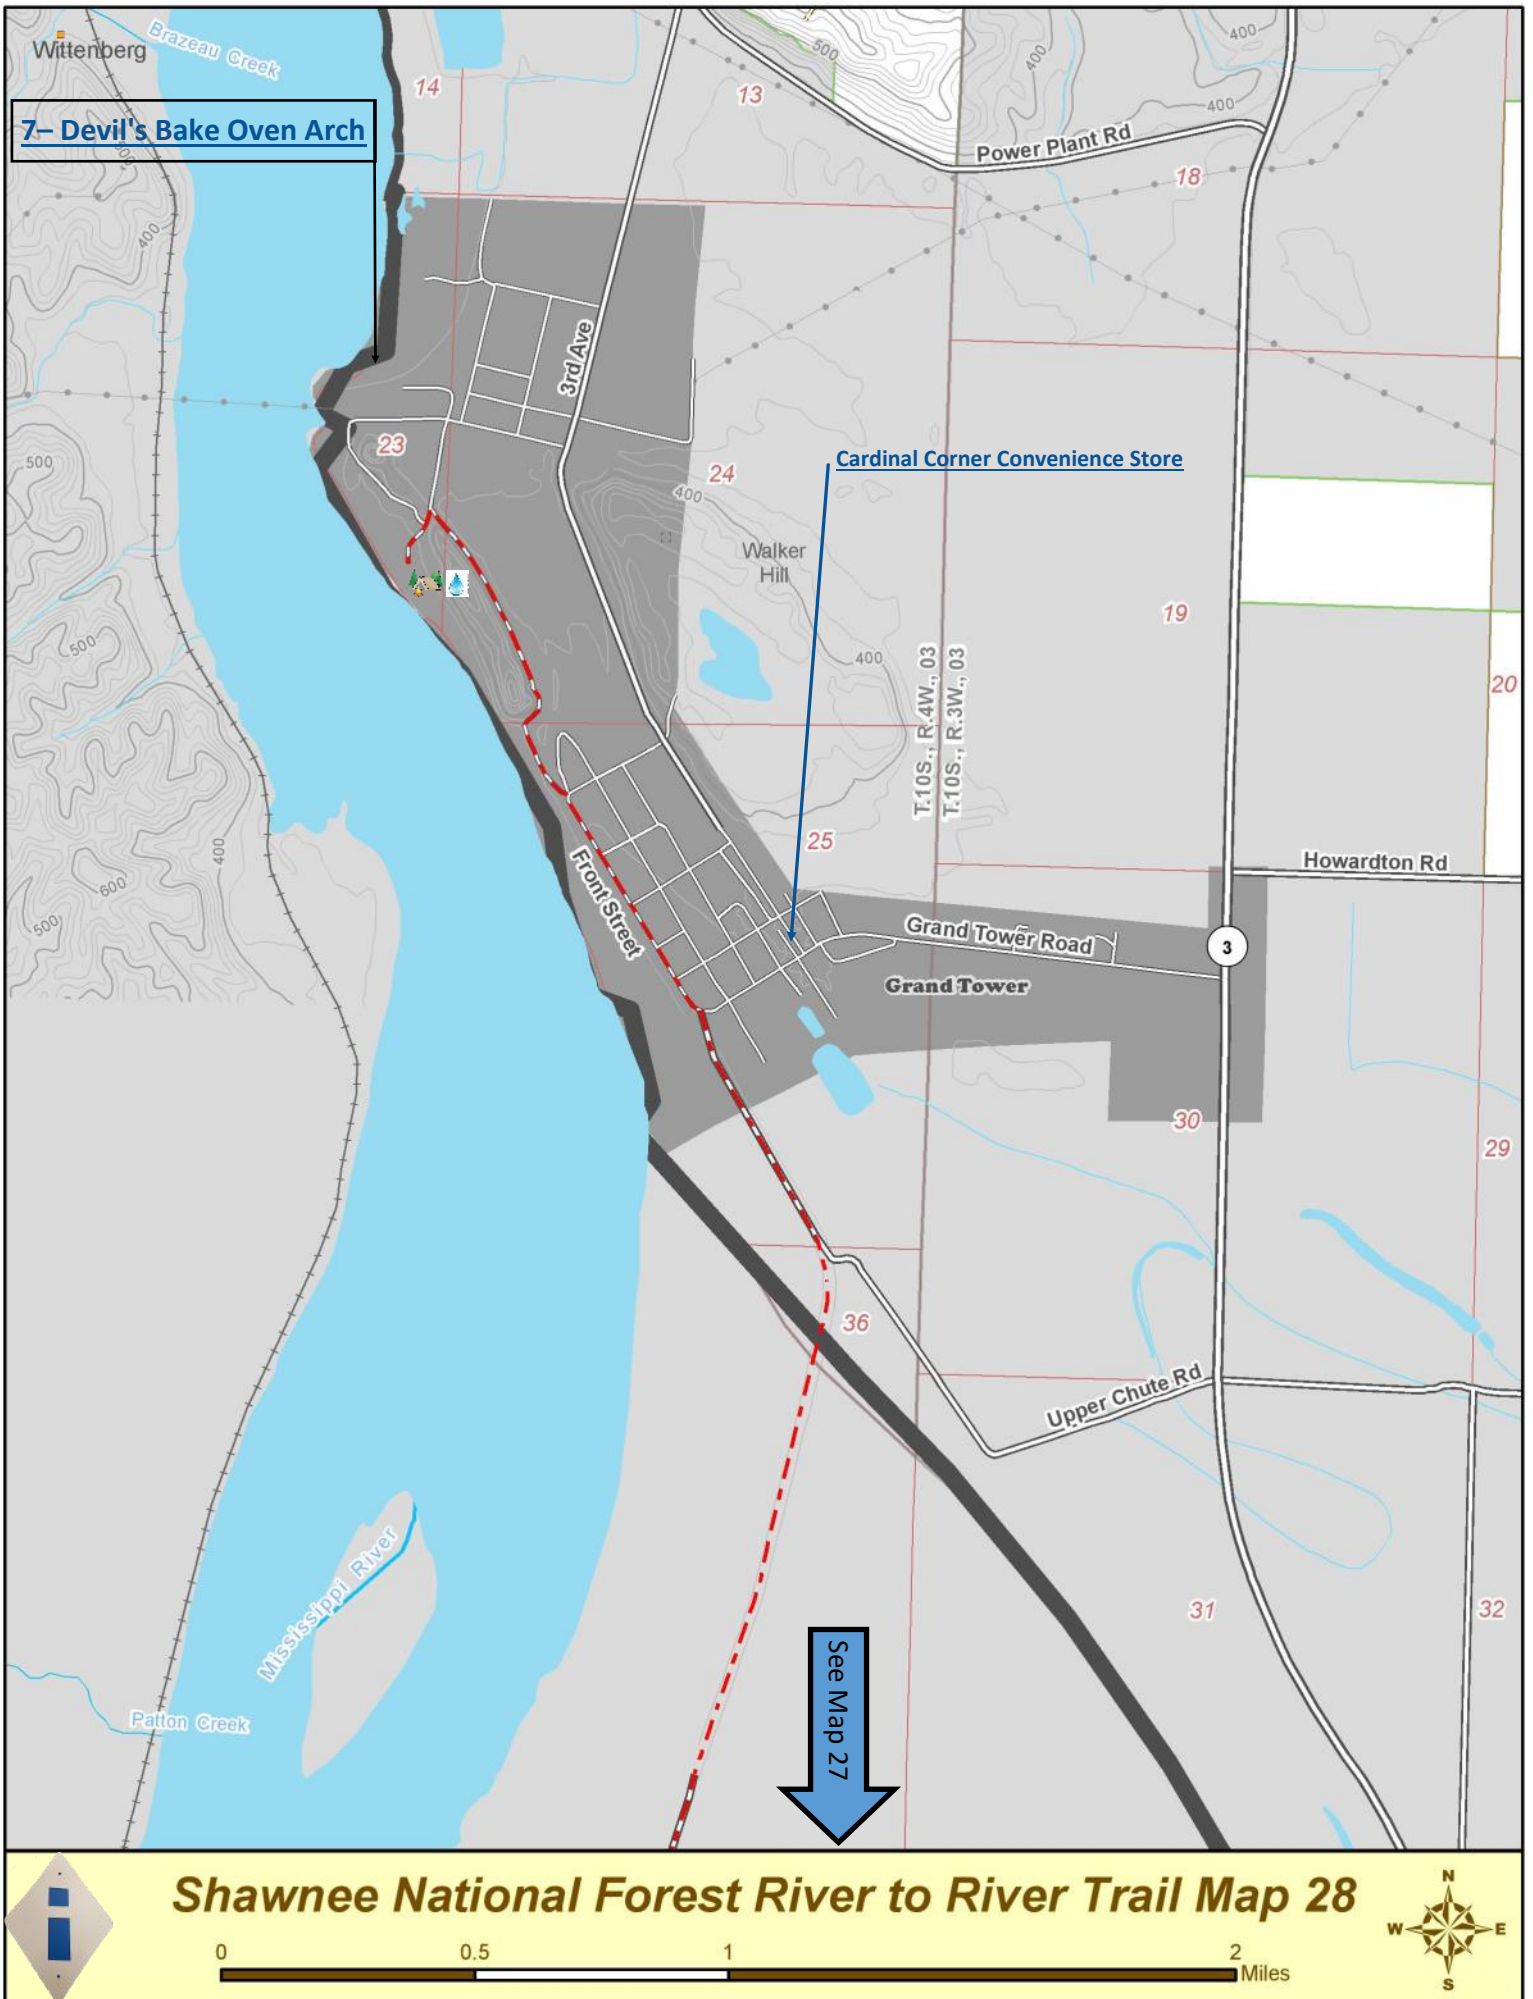 Wittenberg
Brazeau Creek
14
13
500
400
400
400
7– Devil's Bake Oven Arch
500
400
Power Plant Rd
18
3rd Ave
23
24
Cardinal Corner Convenience Store
500
400
Walker
Hill
19
500
400
T.10S., R.4W., 03
T.10S., R.3W., 03
20
400
25
Howardton Rd
600
500
Front Street
Grand Tower Road
3
Grand Tower
30
29
36
Upper Chute Rd
Mississippi River
31
32
See Map 27
Patton Creek
Shawnee National Forest River to River Trail Map 28
N
W E
S
0 0.5 1 2
Miles